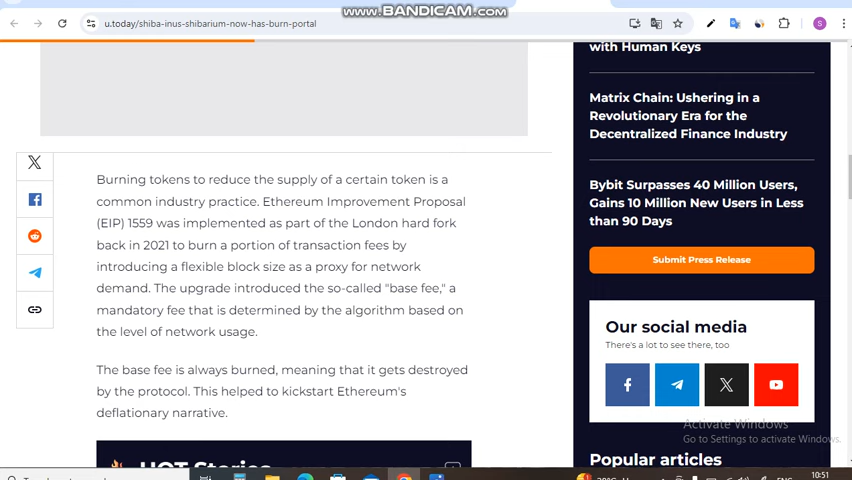 www.BANDICAM.com
u.today/shiba-inus-shibarium-now-has-burn-portal
S
with Human Keys
Matrix Chain: Ushering in a
Revolutionary Era for the
Decentralized Finance Industry
Burning tokens to reduce the supply of a certain token is a
common industry practice. Ethereum Improvement Proposal
(EIP) 1559 was implemented as part of the London hard fork
back in 2021 to burn a portion of transaction fees by
introducing a flexible block size as a proxy for network
demand. The upgrade introduced the so-called "base fee," a
mandatory fee that is determined by the algorithm based on
the level of network usage.
The base fee is always burned, meaning that it gets destroyed
by the protocol. This helped to kickstart Ethereum's
deflationary narrative.
HOT Stories
Bybit Surpasses 40 Million Users,
Gains 10 Million New Users in Less
than 90 Days
Submit Press Release
Our social media
There's a lot to see there, too
Activate Windows
Go to Settings to activate Windows.
Popular articles
10:51